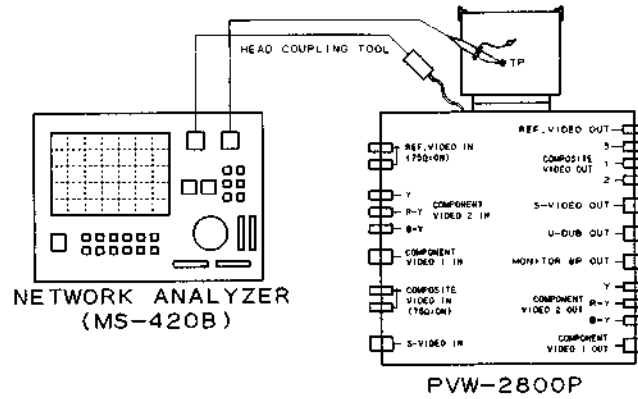 HEAD COUPLING TOOL
TP
NETWORK ANALYZER
(MS-420B)
REF.VIDEO IN
(75Ω:ON)
Y
R-Y
B-Y
COMPONENT
VIDEO 2 IN
COMPONENT
VIDEO 1 IN
COMPOSITE
VIDEO IN
(75Ω:ON)
S-VIDEO IN
REF.VIDEO OUT
3
COMPOSITE
VIDEO OUT
1
2
S-VIDEO OUT
U-DUB OUT
MONITOR BP OUT
Y
COMPONENT
VIDEO 2 OUT
R-Y
B-Y
COMPONENT
VIDEO 1 OUT
PVW-2800P